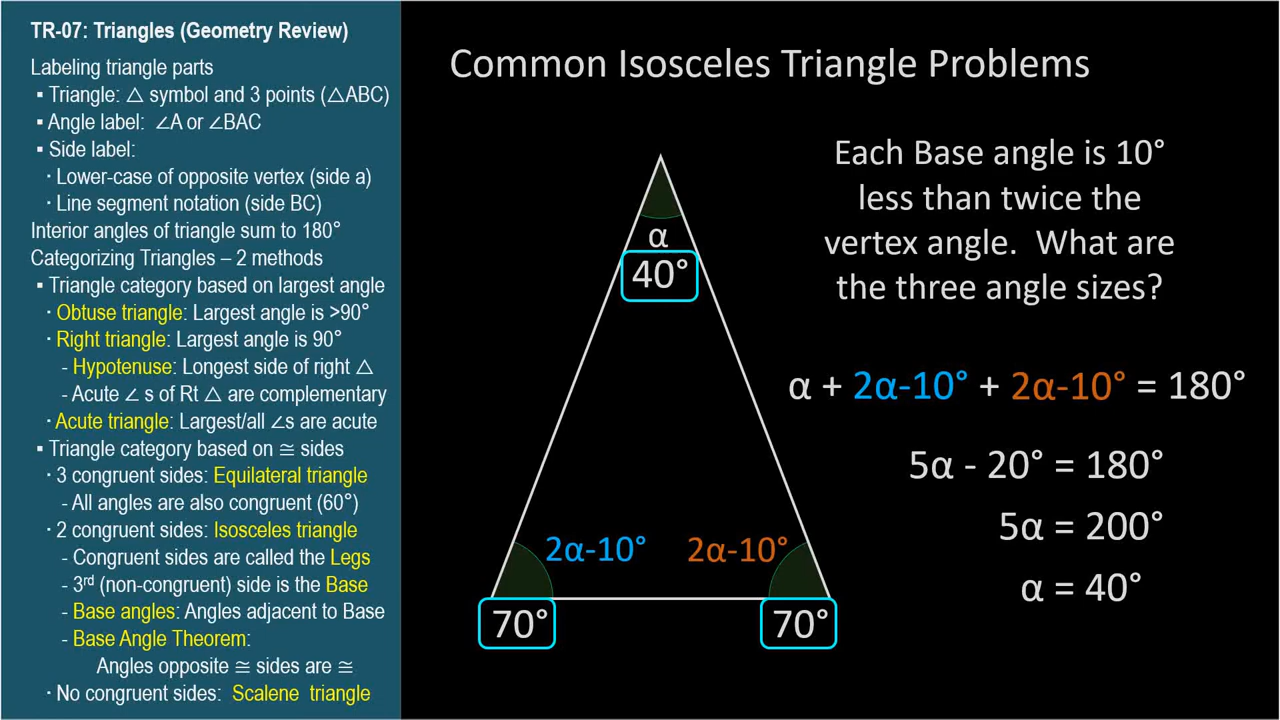 TR-07: Triangles (Geometry Review)
Labeling triangle parts
▪ Triangle: △ symbol and 3 points (△ABC)
▪ Angle label: ∠A or ∠BAC
▪ Side label:
· Lower-case of opposite vertex (side a)
· Line segment notation (side BC)
Interior angles of triangle sum to 180°
Categorizing Triangles – 2 methods
▪ Triangle category based on largest angle
· Obtuse triangle: Largest angle is >90°
· Right triangle: Largest angle is 90°
- Hypotenuse: Longest side of right △
- Acute ∠ s of Rt △ are complementary
· Acute triangle: Largest/all ∠s are acute
▪ Triangle category based on ≅ sides
· 3 congruent sides: Equilateral triangle
- All angles are also congruent (60°)
· 2 congruent sides: Isosceles triangle
- Congruent sides are called the Legs
- 3rd (non-congruent) side is the Base
- Base angles: Angles adjacent to Base
- Base Angle Theorem:
Angles opposite ≅ sides are ≅
· No congruent sides: Scalene triangle
Common Isosceles Triangle Problems
Each Base angle is 10°
less than twice the
vertex angle. What are
the three angle sizes?
α
40°
α + 2α-10° + 2α-10° = 180°
5α - 20° = 180°
5α = 200°
α = 40°
2α-10° 2α-10°
70° 70°